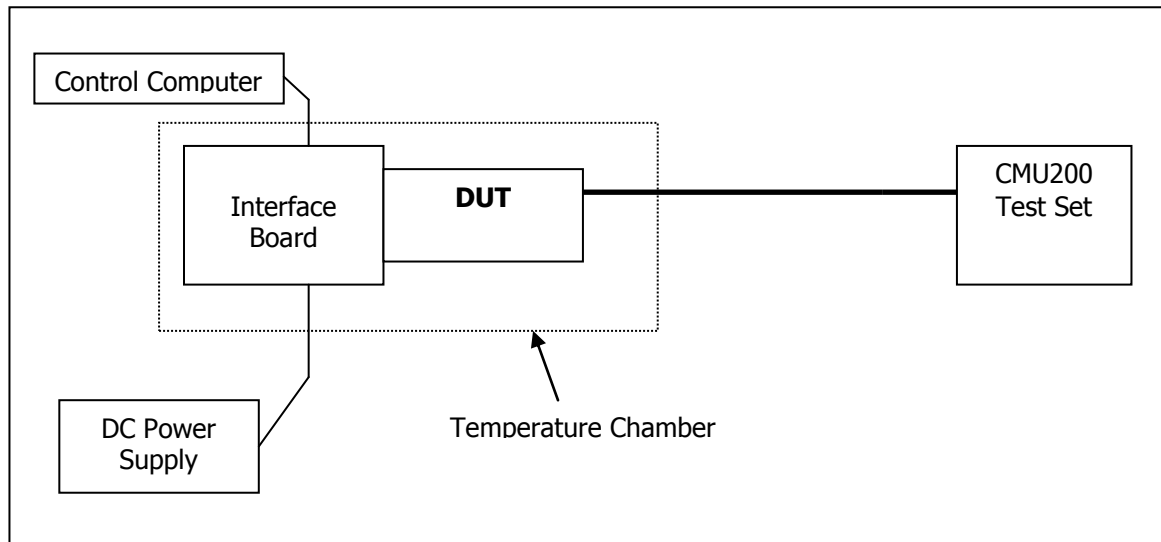 Control Computer
Interface
Board
DUT
CMU200
Test Set
DC Power
Supply
Temperature Chamber